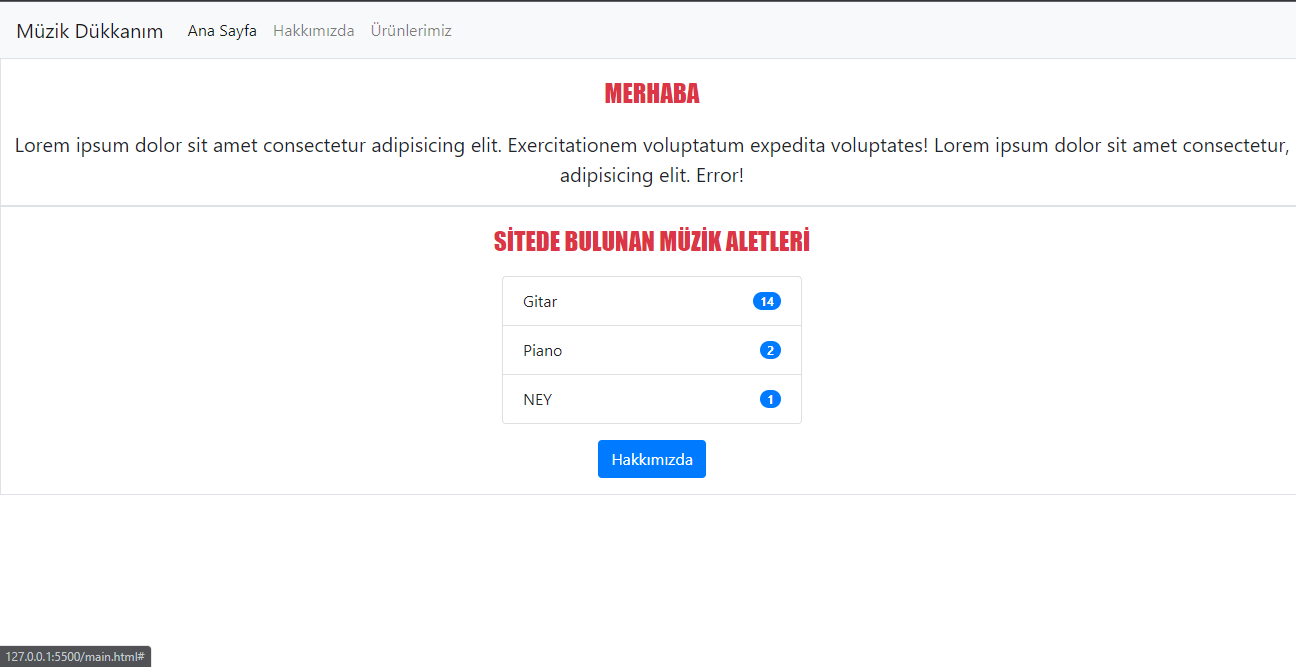 Müzik Dükkanım Ana Sayfa Hakkımızda Ürünlerimiz
MERHABA
Lorem ipsum dolor sit amet consectetur adipisicing elit. Exercitationem voluptatum expedita voluptates! Lorem ipsum dolor sit amet consectetur,
adipisicing elit. Error!
SİTEDE BULUNAN MÜZİK ALETLERİ
Gitar 14
Piano 2
NEY 1
Hakkımızda
127.0.0.1:5500/main.html#